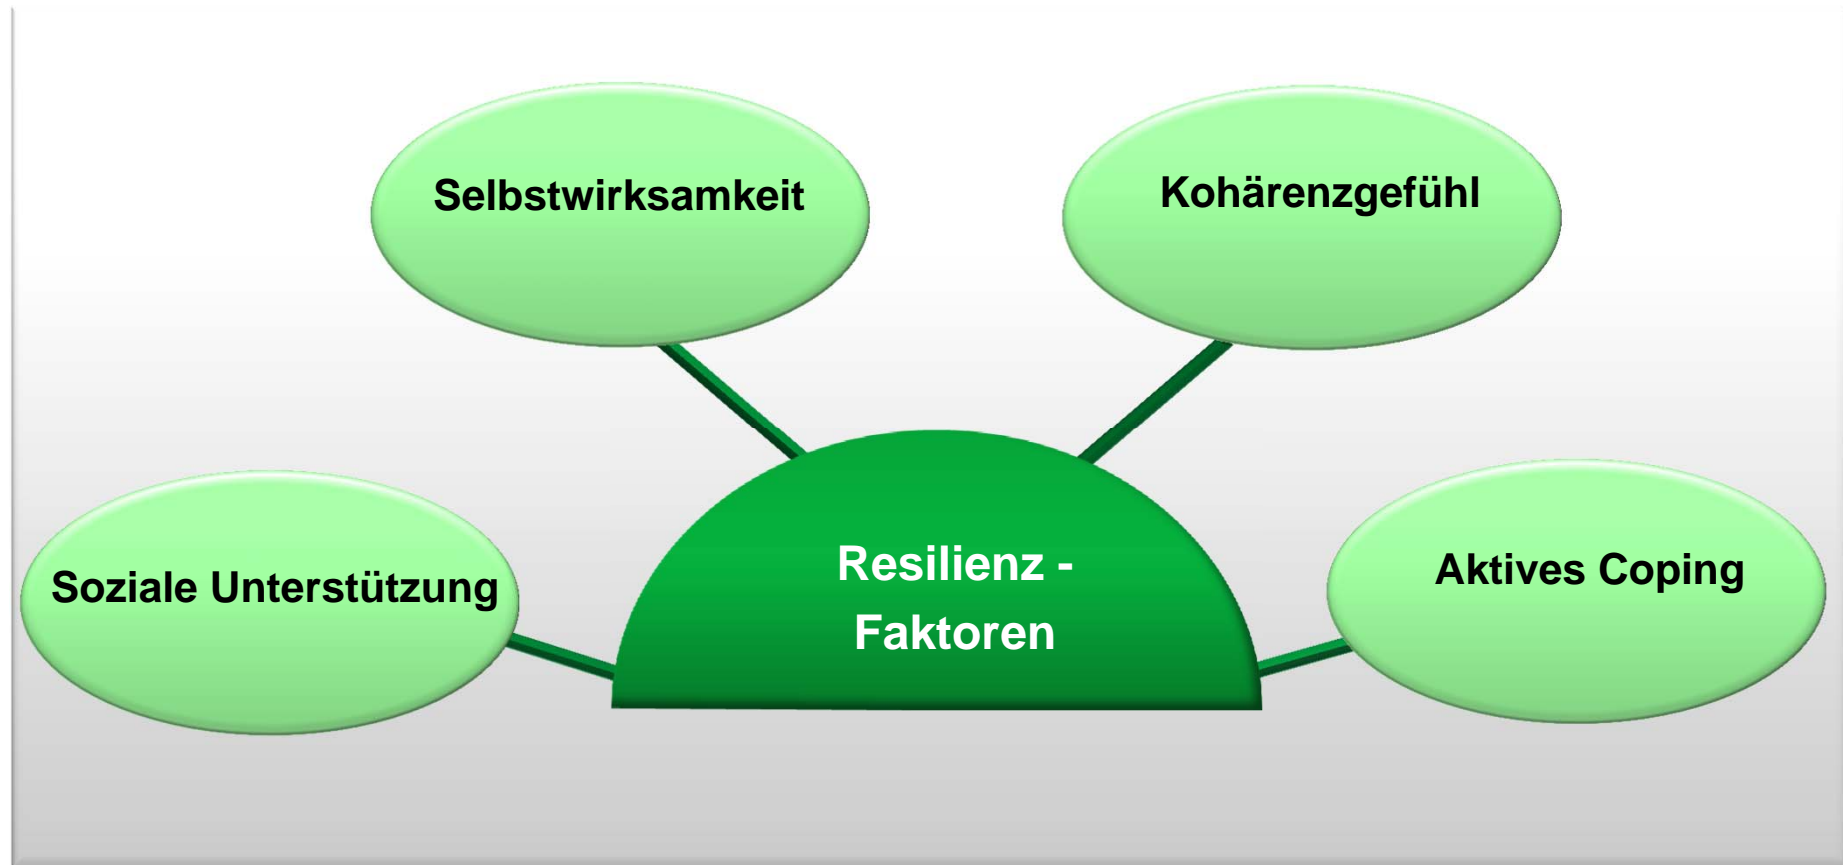 Selbstwirksamkeit
Kohärenzgefühl
Soziale Unterstützung
Resilienz -
Faktoren
Aktives Coping